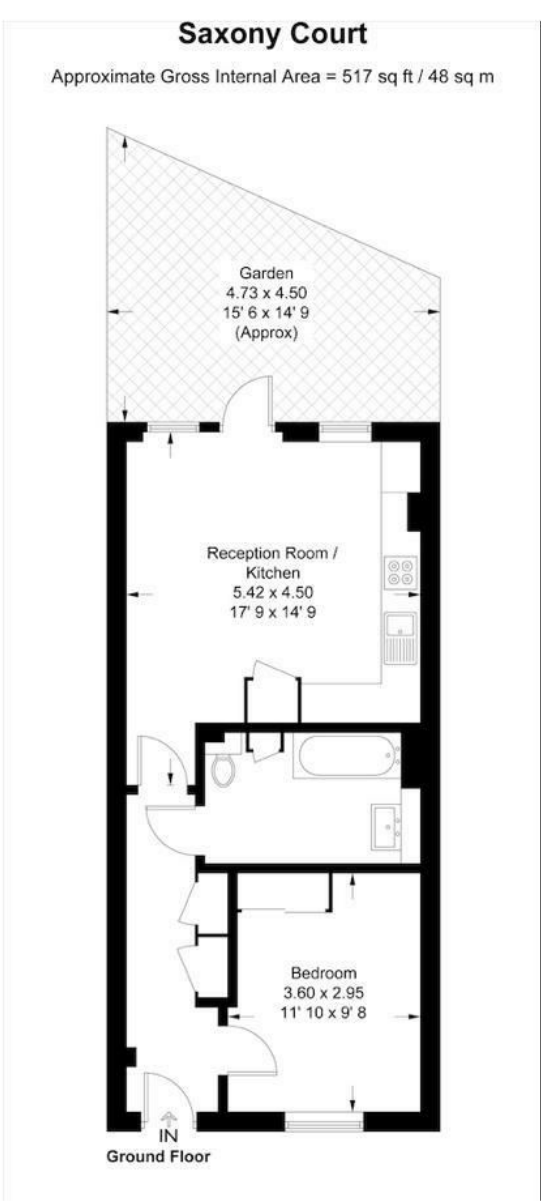 Saxony Court
Approximate Gross Internal Area = 517 sq ft / 48 sq m
Garden
4.73 x 4.50
15' 6 x 14' 9
(Approx)
Reception Room /
Kitchen
5.42 x 4.50
17' 9 x 14' 9
Bedroom
3.60 x 2.95
11' 10 x 9' 8
IN
Ground Floor